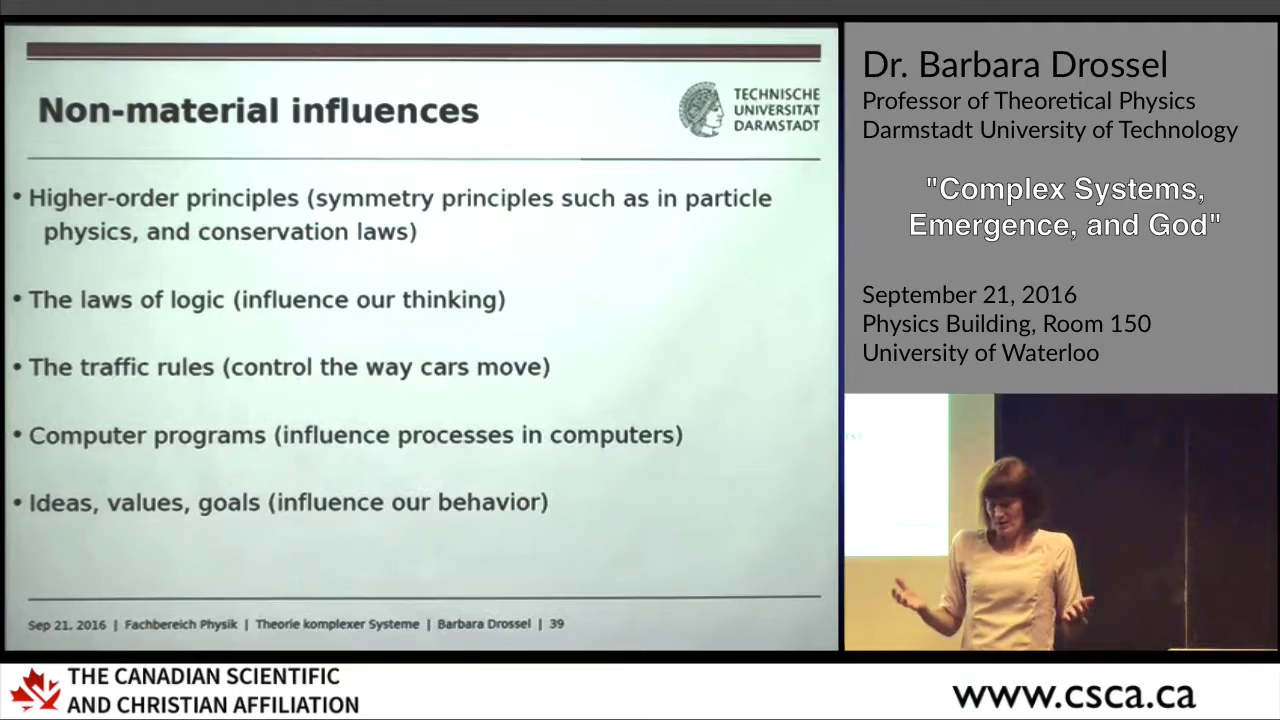 Non-material influences
TECHNISCHE
UNIVERSITÄT
DARMSTADT
• Higher-order principles (symmetry principles such as in particle
physics, and conservation laws)
• The laws of logic (influence our thinking)
• The traffic rules (control the way cars move)
• Computer programs (influence processes in computers)
• Ideas, values, goals (influence our behavior)
Sep 21, 2016 | Fachbereich Physik | Theorie komplexer Systeme | Barbara Drossel | 39
Dr. Barbara Drossel
Professor of Theoretical Physics
Darmstadt University of Technology
"Complex Systems,
Emergence, and God"
September 21, 2016
Physics Building, Room 150
University of Waterloo
THE CANADIAN SCIENTIFIC
AND CHRISTIAN AFFILIATION
www.csca.ca